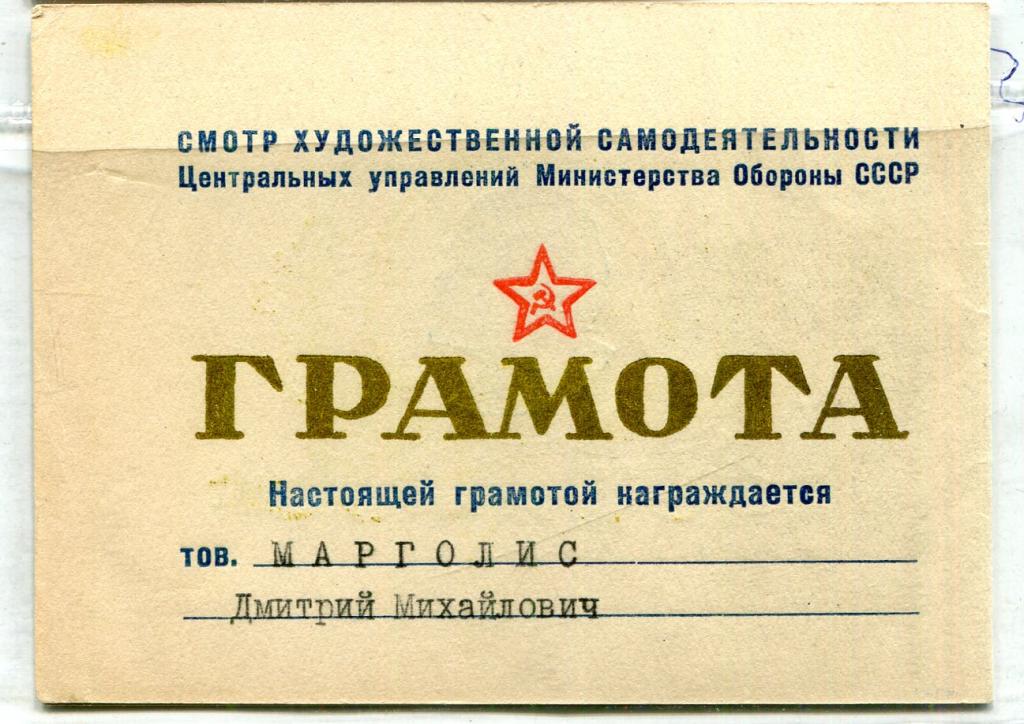 СМОТР ХУДОЖЕСТВЕННОЙ САМОДЕЯТЕЛЬНОСТИ
Центральных управлений Министерства Обороны СССР
ГРАМОТА
Настоящей грамотой награждается
тов. МАРГОЛИС
Дмитрий Михайлович